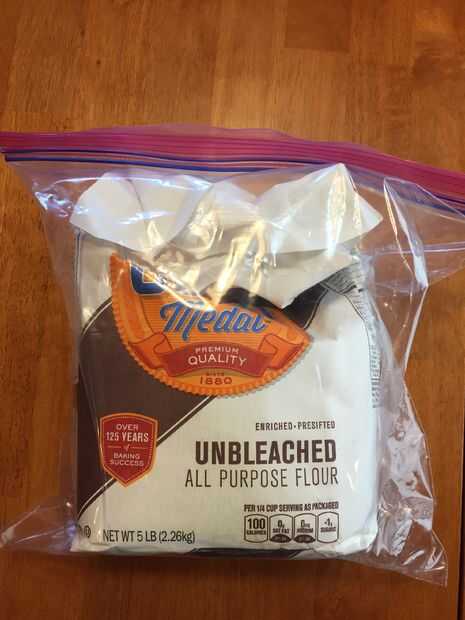 Medal
PREMIUM
QUALITY
SINCE
1880
OVER
125 YEARS
of
BAKING
SUCCESS
ENRICHED • PRESIFTED
UNBLEACHED
ALL PURPOSE FLOUR
PER 1/4 CUP SERVING AS PACKAGED
100
CALORIES
0g
SAT FAT
0mg
SODIUM
<1g
SUGARS
NET WT 5 LB (2.26kg)